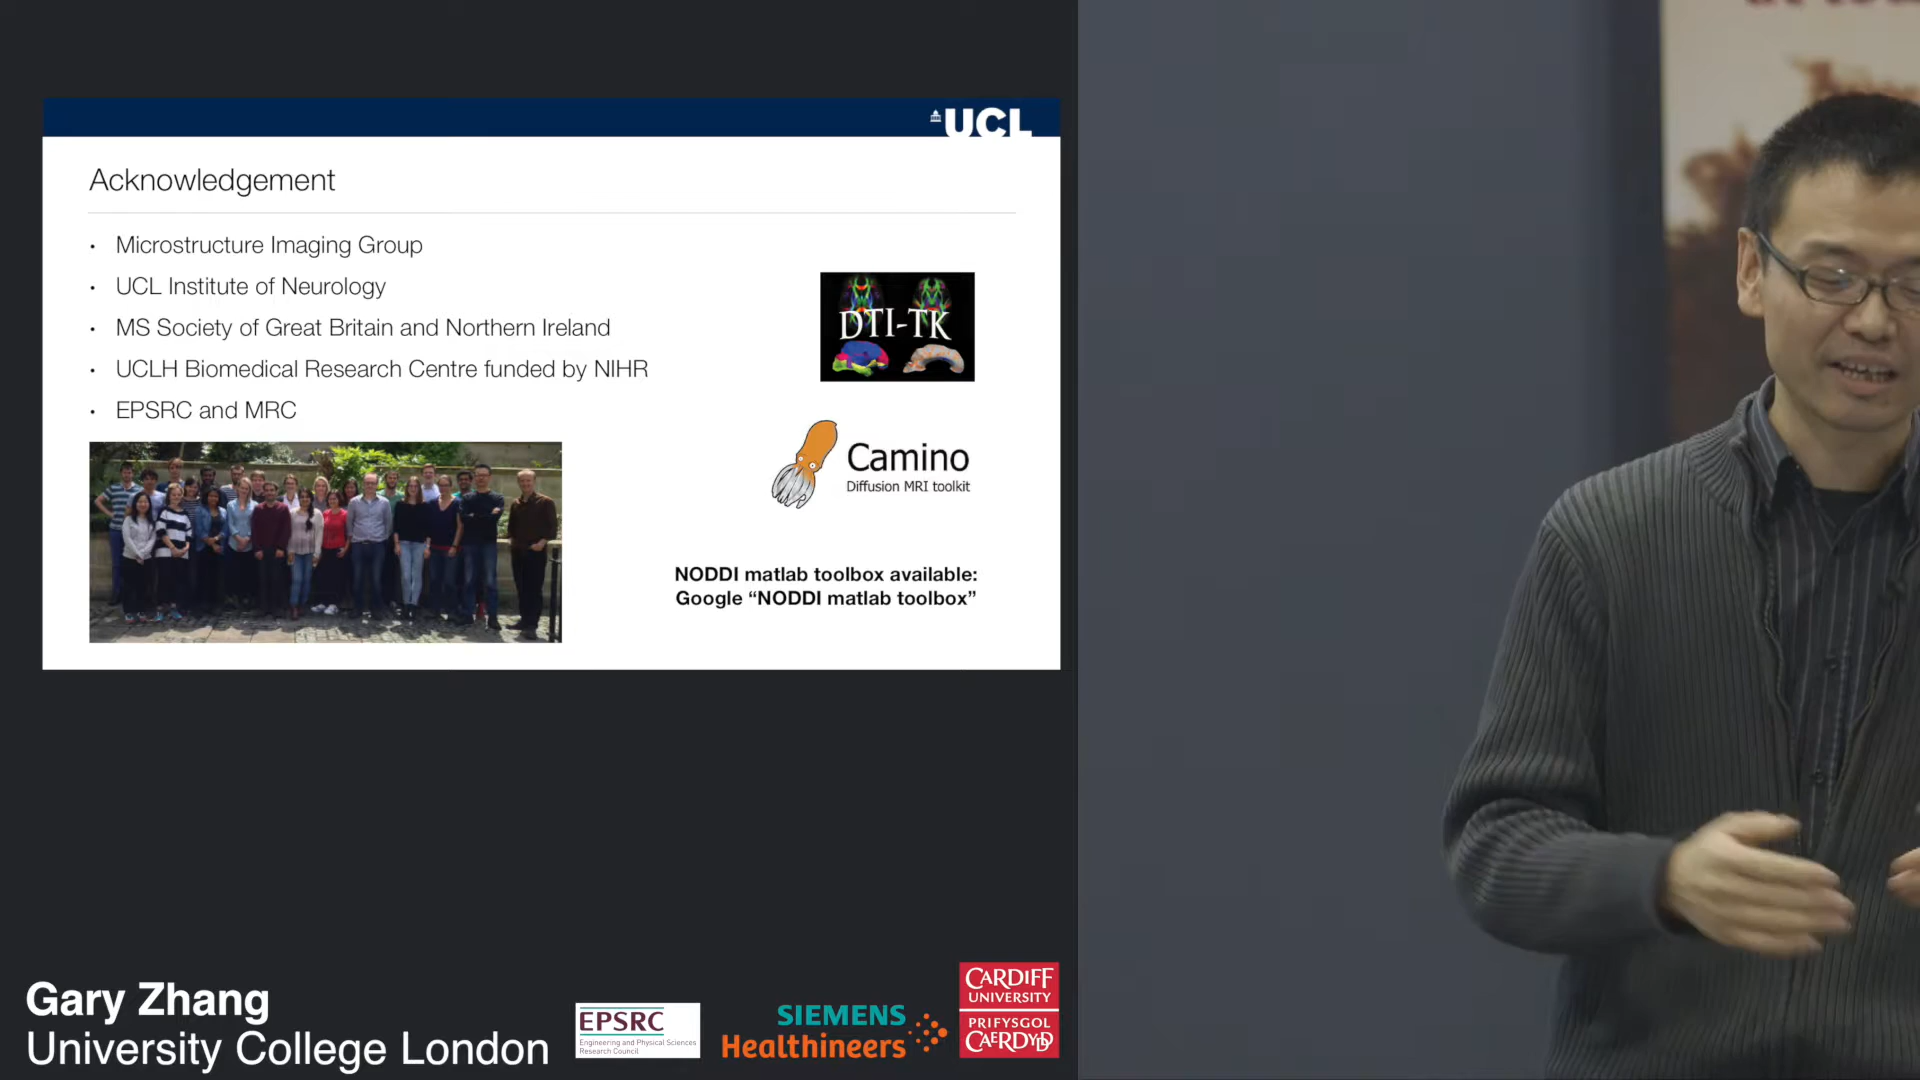 UCL
Acknowledgement
• Microstructure Imaging Group
• UCL Institute of Neurology
• MS Society of Great Britain and Northern Ireland
• UCLH Biomedical Research Centre funded by NIHR
• EPSRC and MRC
DTI-TK
Camino
Diffusion MRI toolkit
NODDI matlab toolbox available:
Google “NODDI matlab toolbox”
Gary Zhang
University College London
EPSRC
Engineering and Physical Sciences
Research Council
SIEMENS
Healthineers
CARDIFF
UNIVERSITY
PRIFYSGOL
CAERDYDD